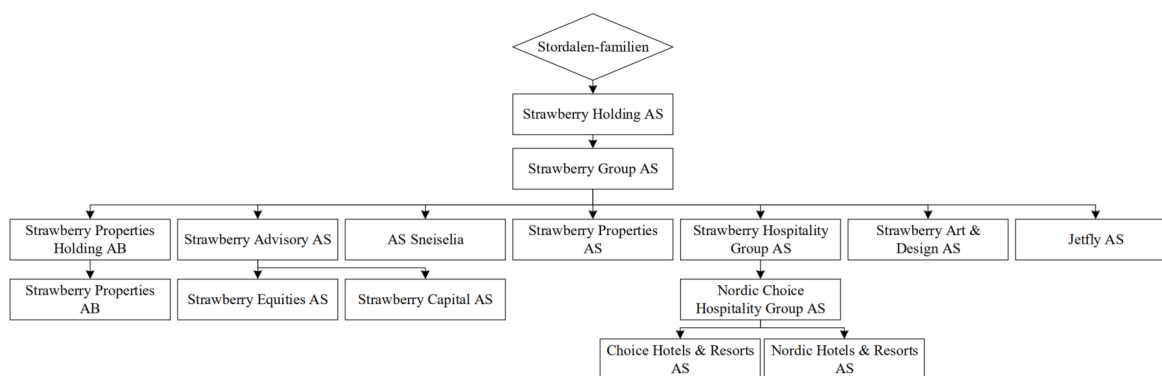 Stordalen-familien
Strawberry Holding AS
Strawberry Group AS
Strawberry Properties
Holding AB
Strawberry Advisory AS
AS Sneiselia
Strawberry Properties
AS
Strawberry Hospitality
Group AS
Strawberry Art &
Design AS
Jetfly AS
Strawberry Properties
AB
Strawberry Equities AS
Strawberry Capital AS
Nordic Choice
Hospitality Group AS
Choice Hotels & Resorts
AS
Nordic Hotels & Resorts
AS